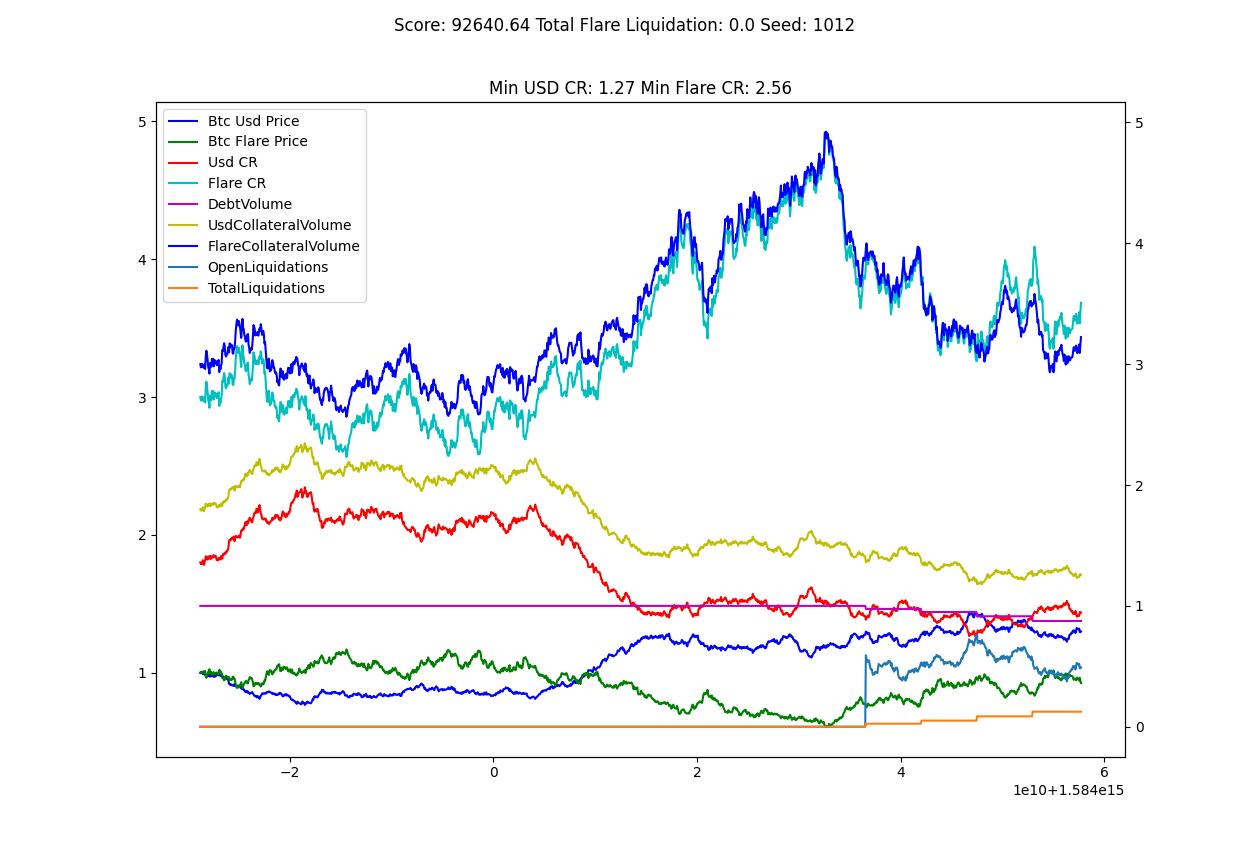 Score: 92640.64 Total Flare Liquidation: 0.0 Seed: 1012
Min USD CR: 1.27 Min Flare CR: 2.56
Btc Usd Price
Btc Flare Price
Usd CR
Flare CR
DebtVolume
UsdCollateralVolume
FlareCollateralVolume
OpenLiquidations
TotalLiquidations
5
4
3
2
1
5
4
3
2
1
0
−2
0
2
4
6
1e10+1.584e15